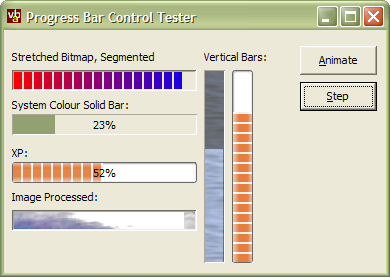 Progress Bar Control Tester
Stretched Bitmap, Segmented
System Colour Solid Bar:
23%
XP:
52%
Image Processed:
Vertical Bars:
Animate
Step